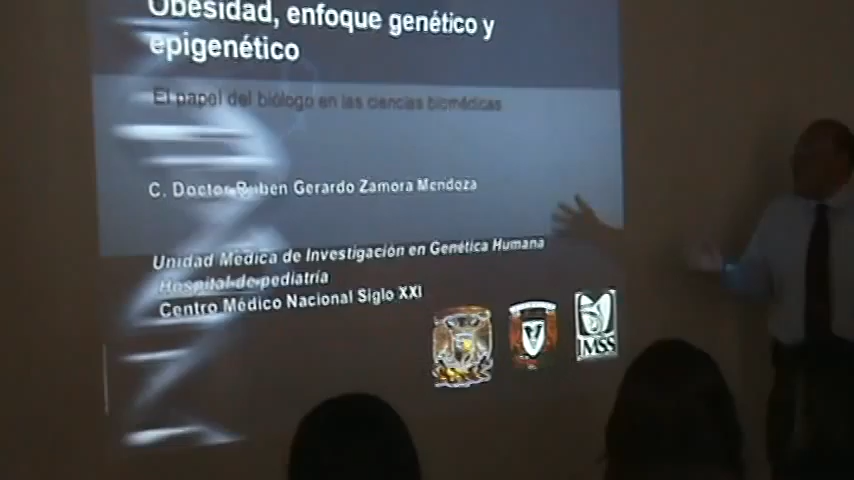 Obesidad, enfoque genético y
epigenético
El papel del biólogo en las ciencias biomédicas
C. Doctor Ruben Gerardo Zamora Mendoza
Unidad Médica de Investigación en Genética Humana
Hospital de pediatría
Centro Médico Nacional Siglo XXI
IMSS